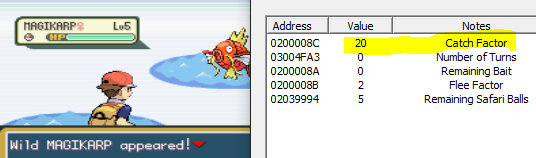 MAGIKARP♀ Lv5
HP
Wild MAGIKARP appeared!
Address Value Notes
0200008C 20 Catch Factor
03004FA3 0 Number of Turns
0200008A 0 Remaining Bait
0200008B 2 Flee Factor
02039994 5 Remaining Safari Balls